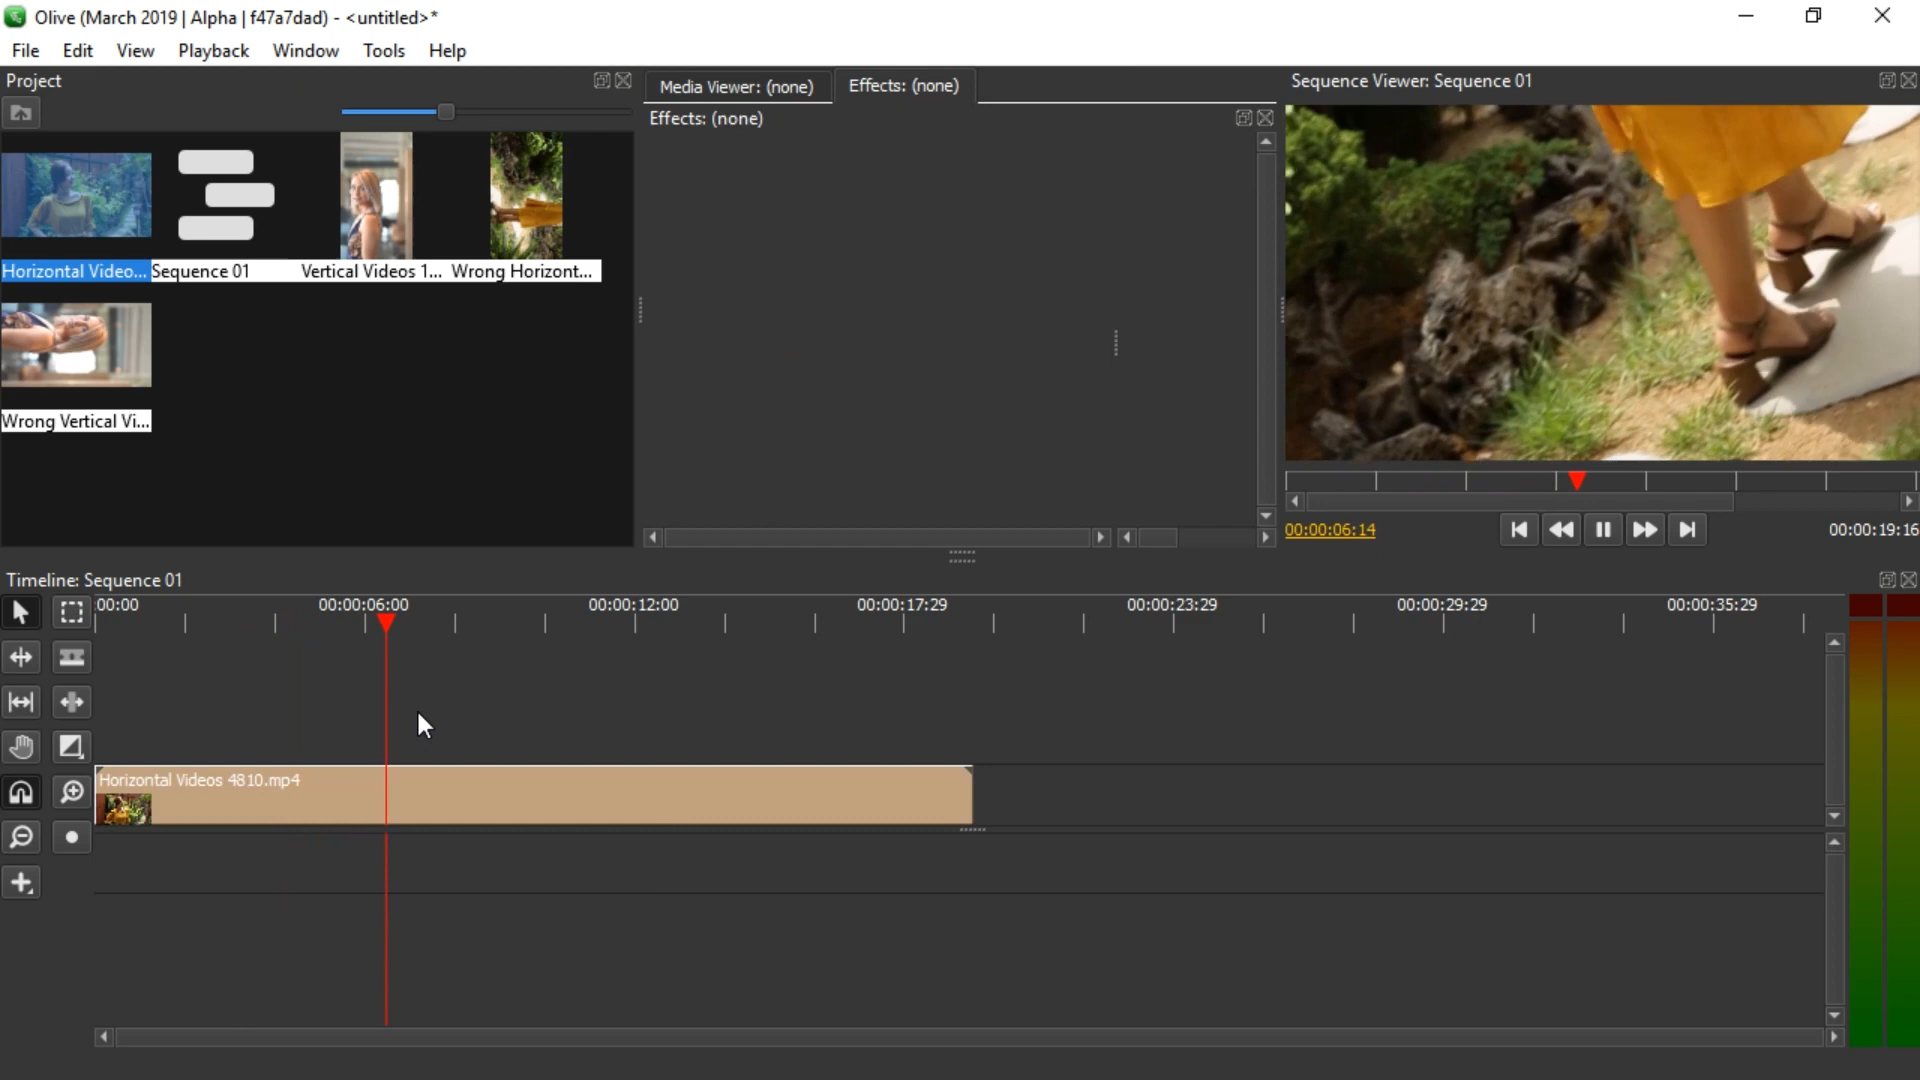 Olive (March 2019 | Alpha | f47a7dad) - <untitled>*
File Edit View Playback Window Tools Help
Project
Media Viewer: (none) Effects: (none)
Effects: (none)
Sequence Viewer: Sequence 01
Horizontal Video... Sequence 01 Vertical Videos 1... Wrong Horizont...
Wrong Vertical Vi...
00:00:06:14 00:00:19:16
Timeline: Sequence 01
:00:00 00:00:06:00 00:00:12:00 00:00:17:29 00:00:23:29 00:00:29:29 00:00:35:29
Horizontal Videos 4810.mp4